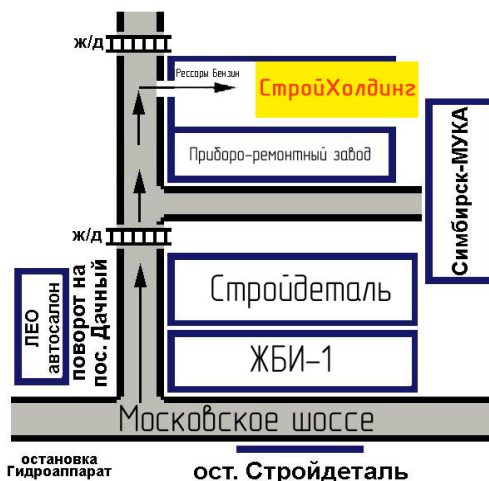 ж/д
Рессоры Бензин
СтройХолдинг
Приборо-ремонтный завод
Симбирск-МУКА
ж/д
Стройдеталь
ЛЕО
автосалон
поворот на
пос. Дачный
ЖБИ-1
Московское шоссе
остановка
Гидроаппарат
ост. Стройдеталь